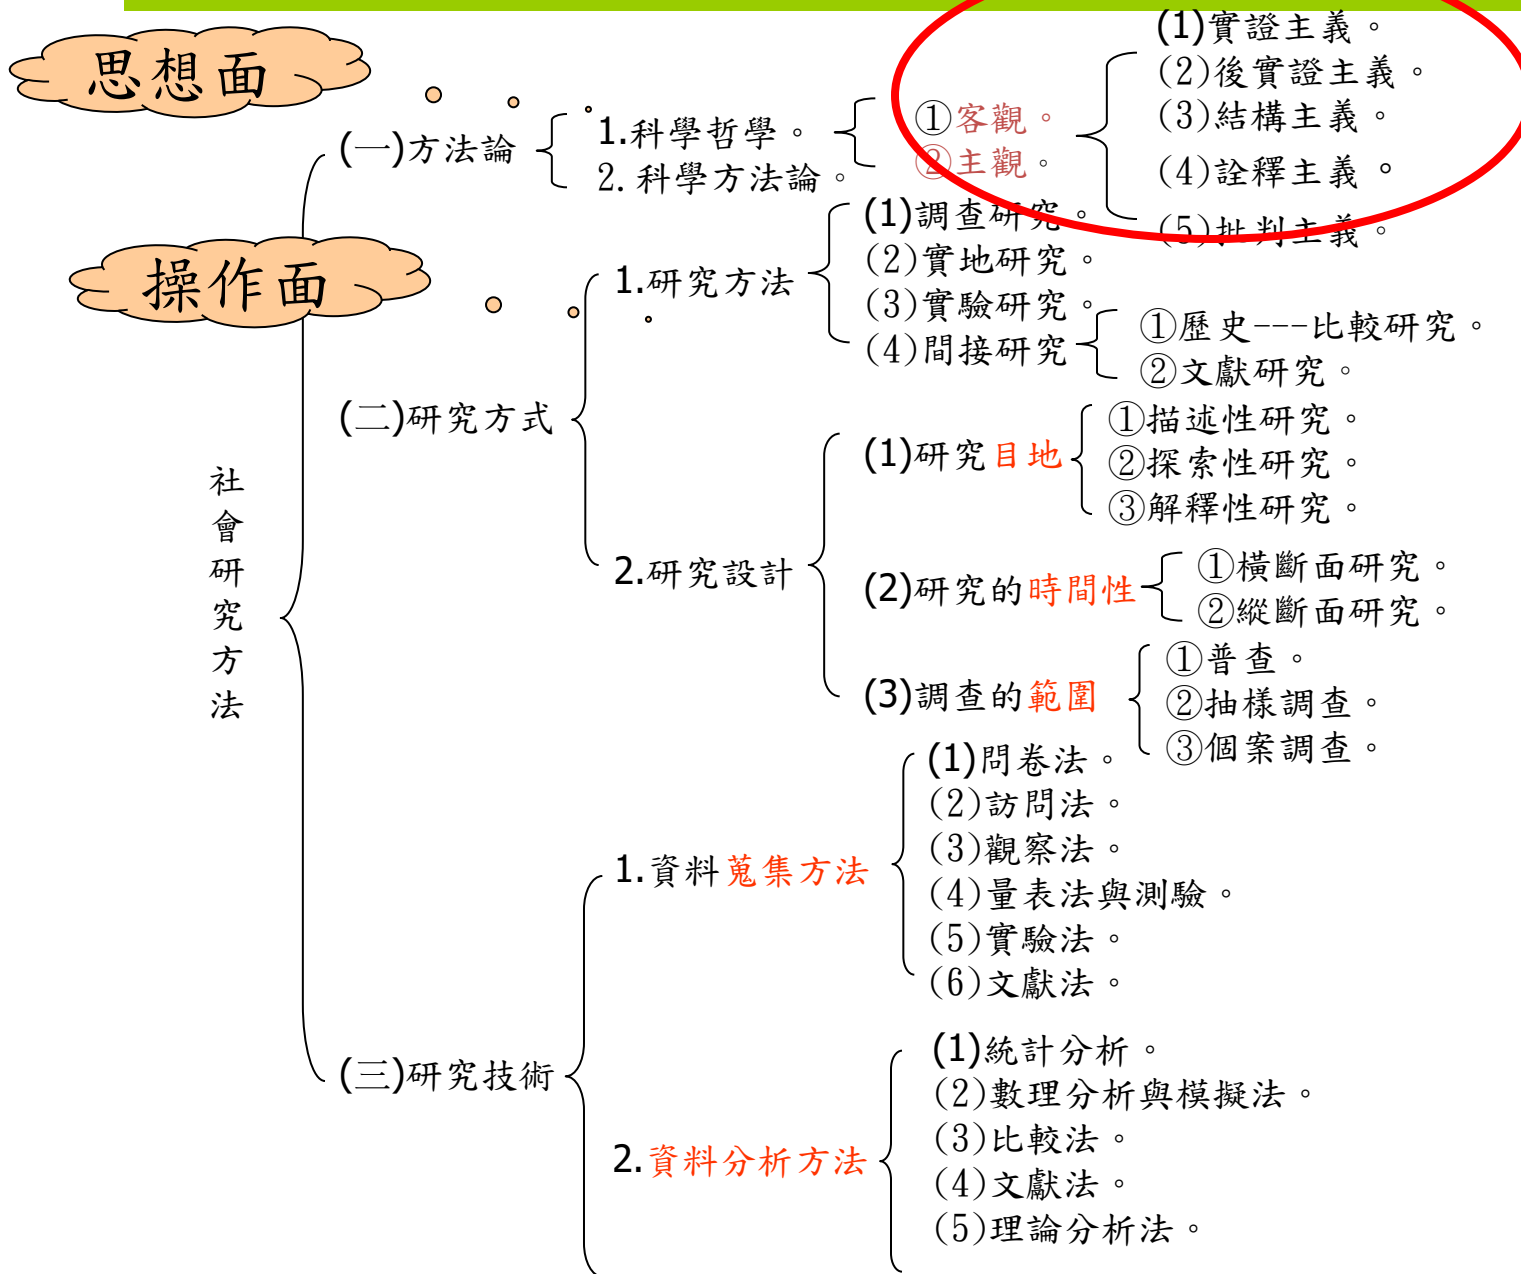 思想面
(一)方法論
1.科學哲學。
2.科學方法論。
①客觀。
②主觀。
(1)實證主義。
(2)後實證主義。
(3)結構主義。
(4)詮釋主義。
(5)批判主義。
操作面
社會研究方法
(二)研究方式
1.研究方法
(1)調查研究。
(2)實地研究。
(3)實驗研究。
(4)間接研究
①歷史---比較研究。
②文獻研究。
2.研究設計
(1)研究目地
①描述性研究。
②探索性研究。
③解釋性研究。
(2)研究的時間性
①橫斷面研究。
②縱斷面研究。
(3)調查的範圍
①普查。
②抽樣調查。
③個案調查。
(三)研究技術
1.資料蒐集方法
(1)問卷法。
(2)訪問法。
(3)觀察法。
(4)量表法與測驗。
(5)實驗法。
(6)文獻法。
2.資料分析方法
(1)統計分析。
(2)數理分析與模擬法。
(3)比較法。
(4)文獻法。
(5)理論分析法。